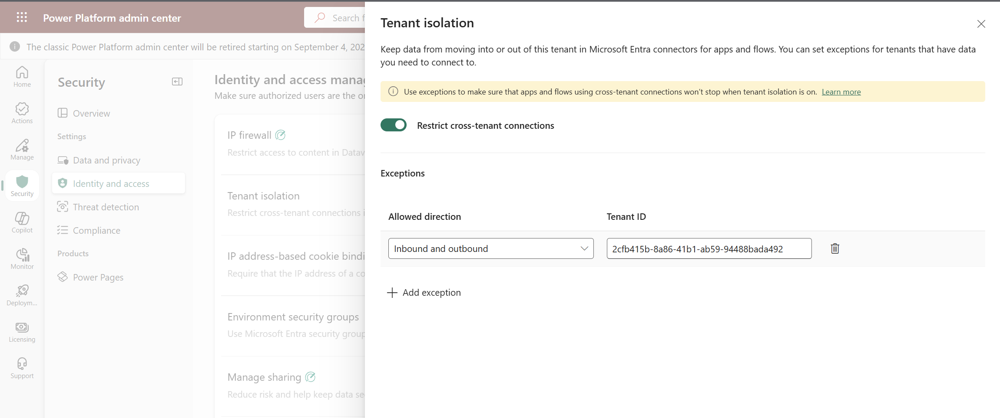 Power Platform admin center
Search f
The classic Power Platform admin center will be retired starting on September 4, 202
Home
Actions
Manage
Security
Copilot
Monitor
Deploym...
Licensing
Support
Security
Overview
Settings
Data and privacy
Identity and access
Threat detection
Compliance
Products
Power Pages
Identity and access mana
Make sure authorized users are the o
IP firewall
Restrict access to content in Datav
Tenant isolation
Restrict cross-tenant connections i
IP address-based cookie bindi
Require that the IP address of a co
Environment security groups
Use Microsoft Entra security group
Manage sharing
Reduce risk and help keep data se
Tenant isolation
Keep data from moving into or out of this tenant in Microsoft Entra connectors for apps and flows. You can set exceptions for tenants that have data
you need to connect to.
Use exceptions to make sure that apps and flows using cross-tenant connections won't stop when tenant isolation is on. Learn more
Restrict cross-tenant connections
Exceptions
Allowed direction Tenant ID
Inbound and outbound 2cfb415b-8a86-41b1-ab59-94488bada492
Add exception